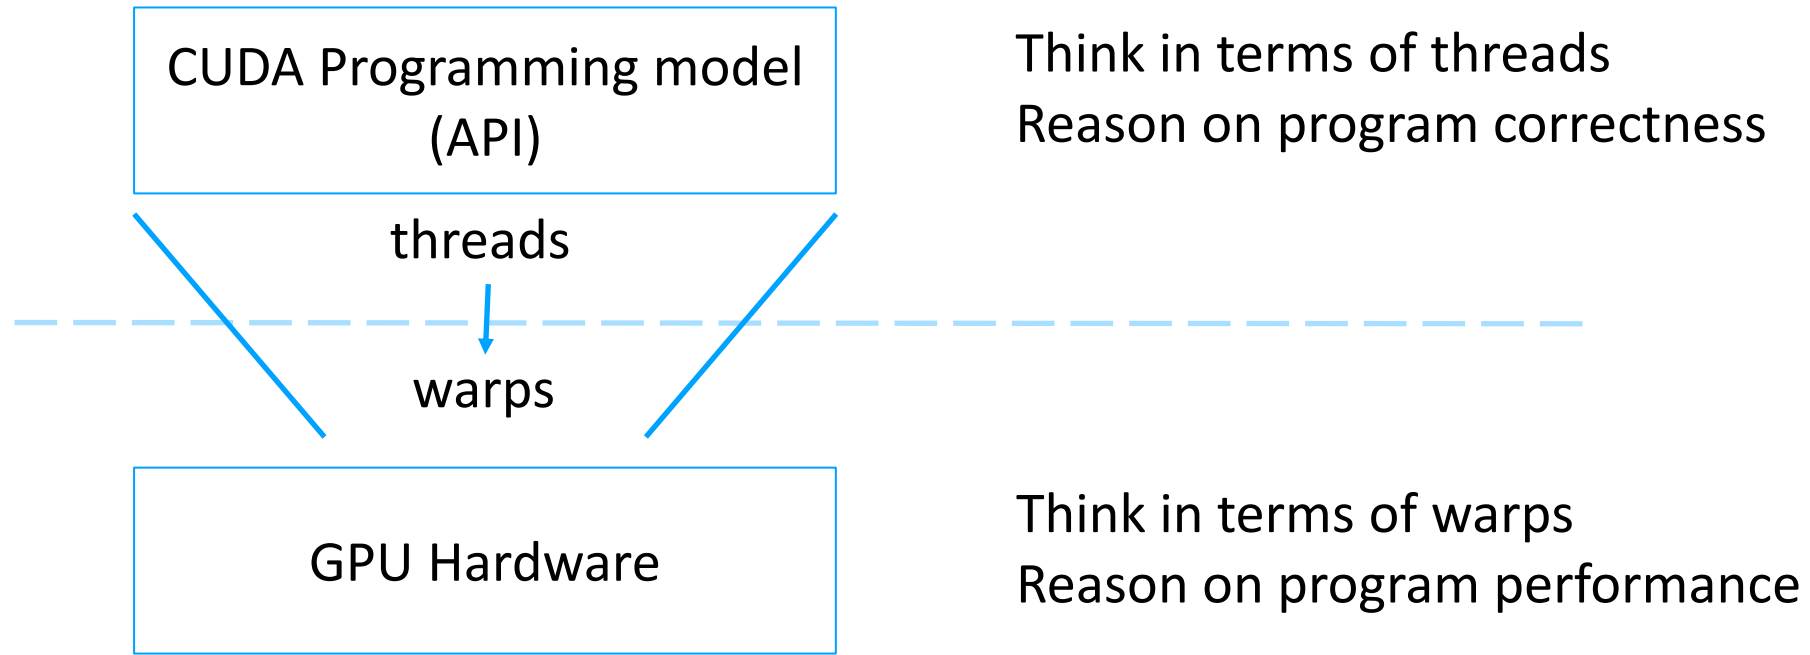 CUDA Programming model
(API)
Think in terms of threads
Reason on program correctness
threads
warps
GPU Hardware
Think in terms of warps
Reason on program performance